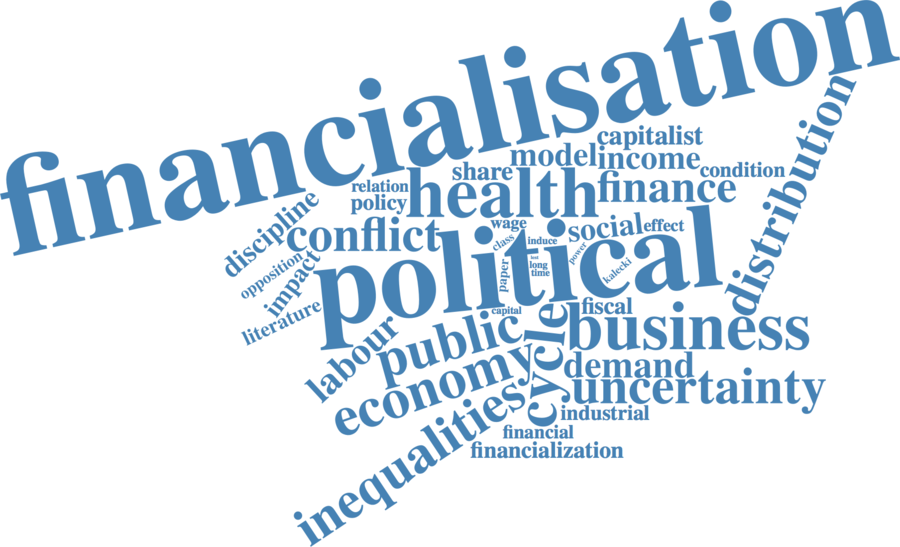 financialisation
capitalist
model
income
share
condition
relation
health
finance
policy
distribution
discipline
wage
social
effect
conflict
class
induce
power
opposition
impact
political
paper
long
time
kalecki
literature
capital
fiscal
labour
public
cycle
business
economy
demand
uncertainty
inequalities
industrial
financial
financialization